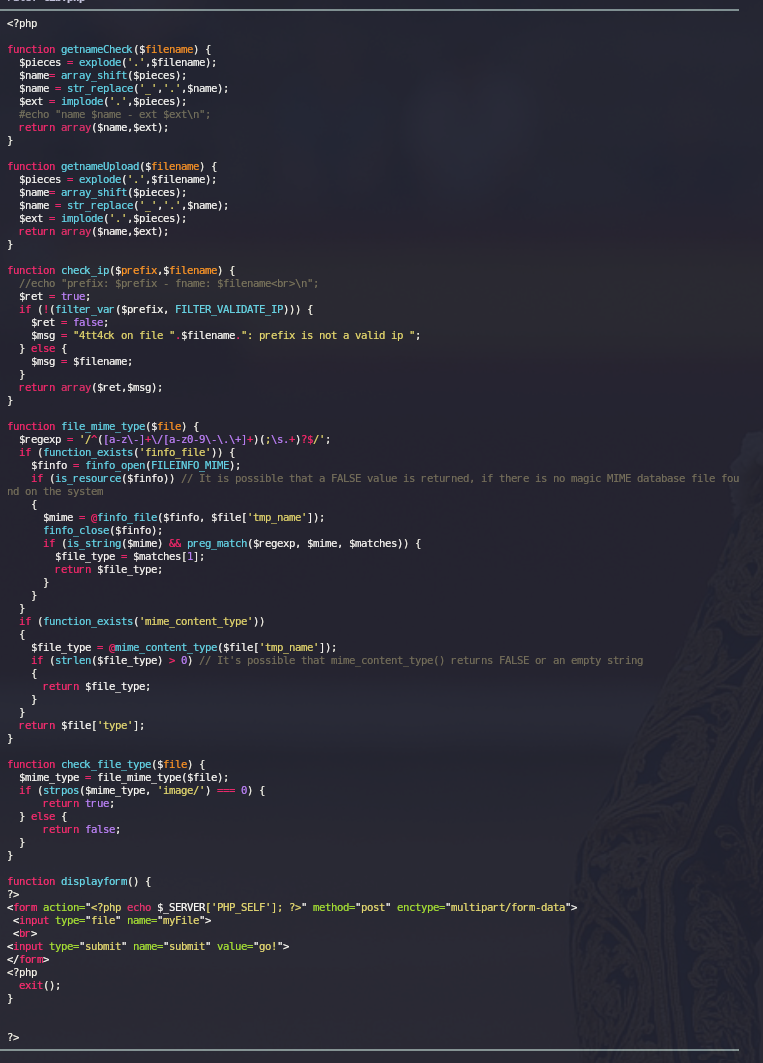 <?php

function getnameCheck($filename) {
  $pieces = explode('.',$filename);
  $name= array_shift($pieces);
  $name = str_replace('_','.',$name);
  $ext = implode('.',$pieces);
  #echo "name $name - ext $ext\n";
  return array($name,$ext);
}

function getnameUpload($filename) {
  $pieces = explode('.',$filename);
  $name= array_shift($pieces);
  $name = str_replace('_','.',$name);
  $ext = implode('.',$pieces);
  return array($name,$ext);
}

function check_ip($prefix,$filename) {
  //echo "prefix: $prefix - fname: $filename<br>\n";
  $ret = true;
  if (!(filter_var($prefix, FILTER_VALIDATE_IP))) {
    $ret = false;
    $msg = "4tt4ck on file ".$filename.": prefix is not a valid ip ";
  } else {
    $msg = $filename;
  }
  return array($ret,$msg);
}

function file_mime_type($file) {
  $regexp = '/^([a-z\-]+\/[a-z0-9\-\.\+]+)(;\s.+)?$/';
  if (function_exists('finfo_file')) {
    $finfo = finfo_open(FILEINFO_MIME);
    if (is_resource($finfo)) // It is possible that a FALSE value is returned, if there is no magic MIME database file fou
nd on the system
    {
      $mime = @finfo_file($finfo, $file['tmp_name']);
      finfo_close($finfo);
      if (is_string($mime) && preg_match($regexp, $mime, $matches)) {
        $file_type = $matches[1];
        return $file_type;
      }
    }
  }
  if (function_exists('mime_content_type'))
  {
    $file_type = @mime_content_type($file['tmp_name']);
    if (strlen($file_type) > 0) // It's possible that mime_content_type() returns FALSE or an empty string
    {
      return $file_type;
    }
  }
  return $file['type'];
}

function check_file_type($file) {
  $mime_type = file_mime_type($file);
  if (strpos($mime_type, 'image/') === 0) {
      return true;
  } else {
      return false;
  }
}

function displayform() {
?>
<form action="<?php echo $_SERVER['PHP_SELF']; ?>" method="post" enctype="multipart/form-data">
 <input type="file" name="myFile">
 <br>
<input type="submit" name="submit" value="go!">
</form>
<?php
  exit();
}


?>